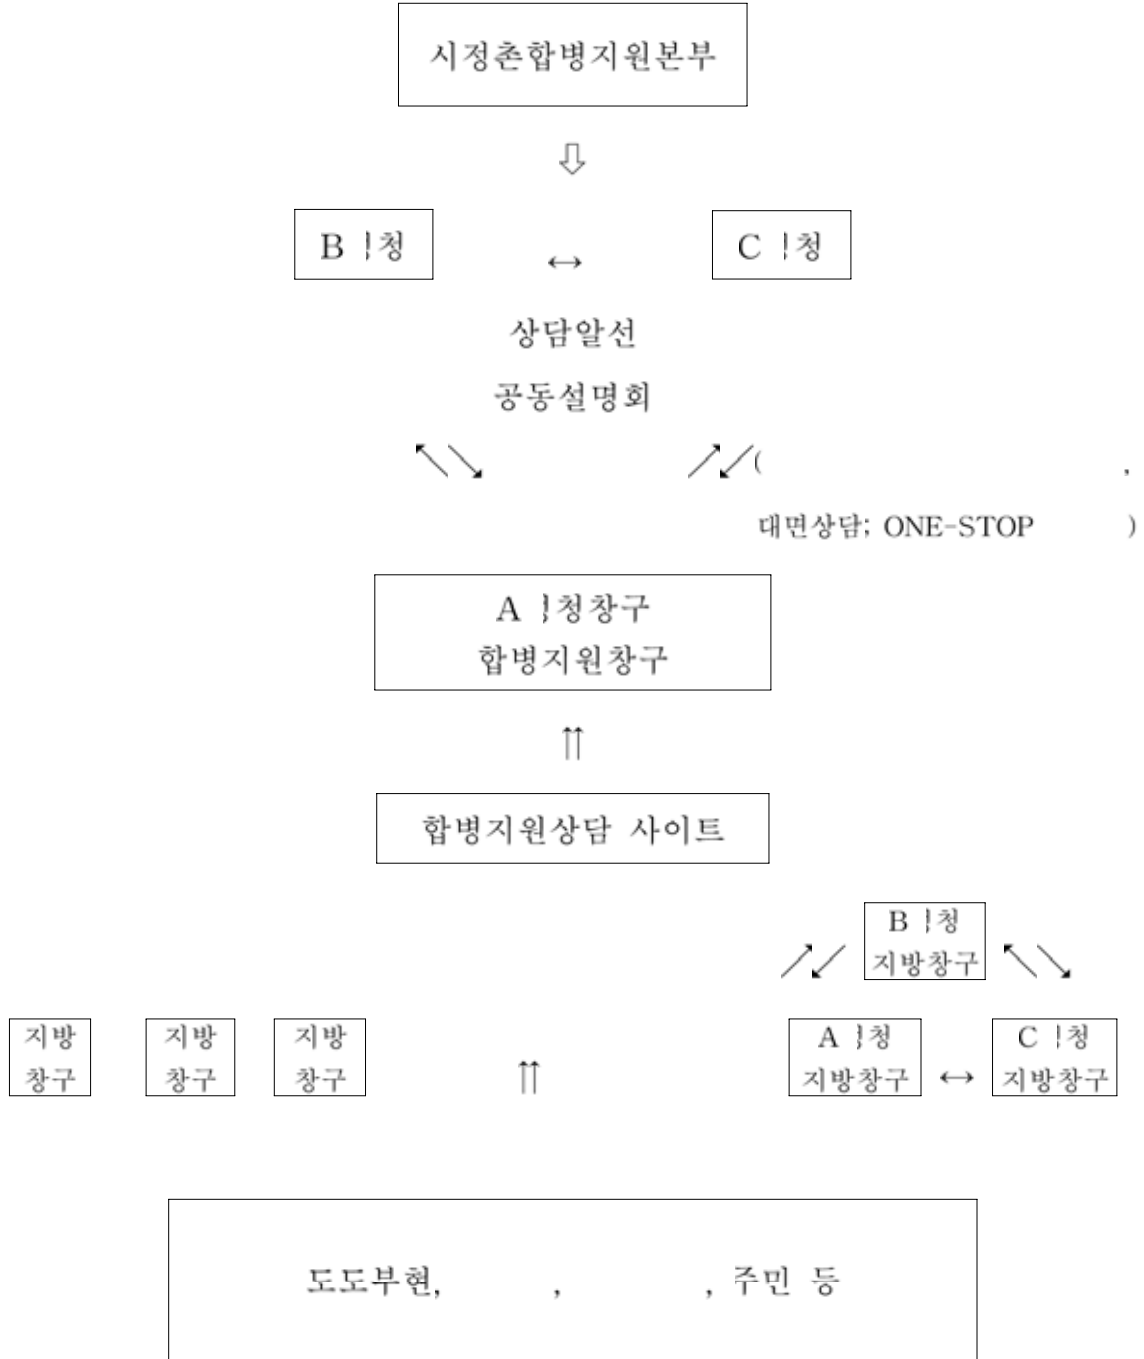 시정촌합병지원본부
⇩
B 청
↔
C 청
상담알선
공동설명회
( ,
대면상담; ONE-STOP )
A 청창구
합병지원창구
⇈
합병지원상담 사이트
B 청
지방창구
지방
창구
지방
창구
지방
창구
⇈
A 청
지방창구
↔
C 청
지방창구
도도부현, , , 주민 등